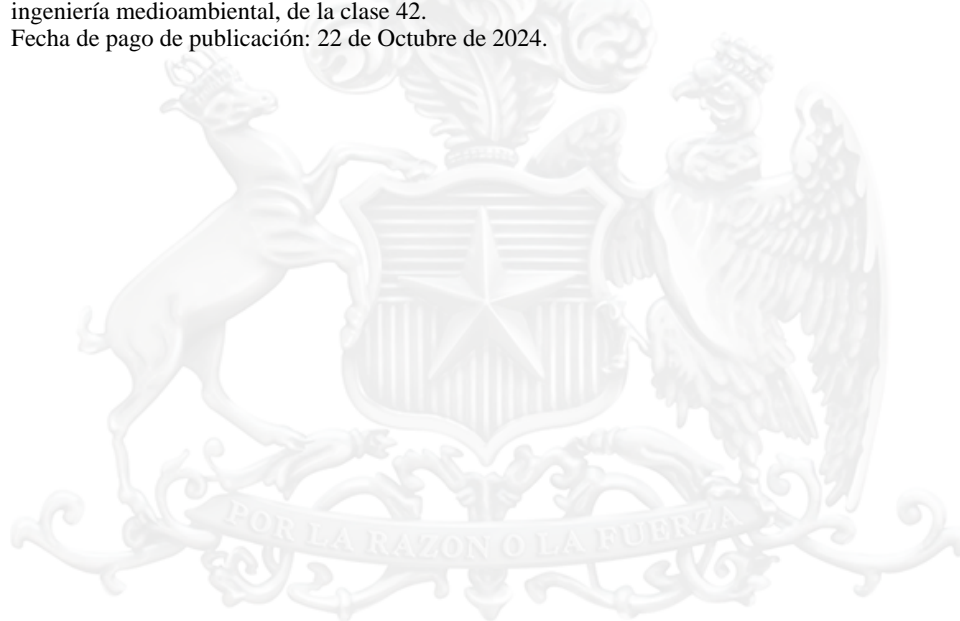 ingeniería medioambiental, de la clase 42.
Fecha de pago de publicación: 22 de Octubre de 2024.
POR LA RAZON O LA FUERZA